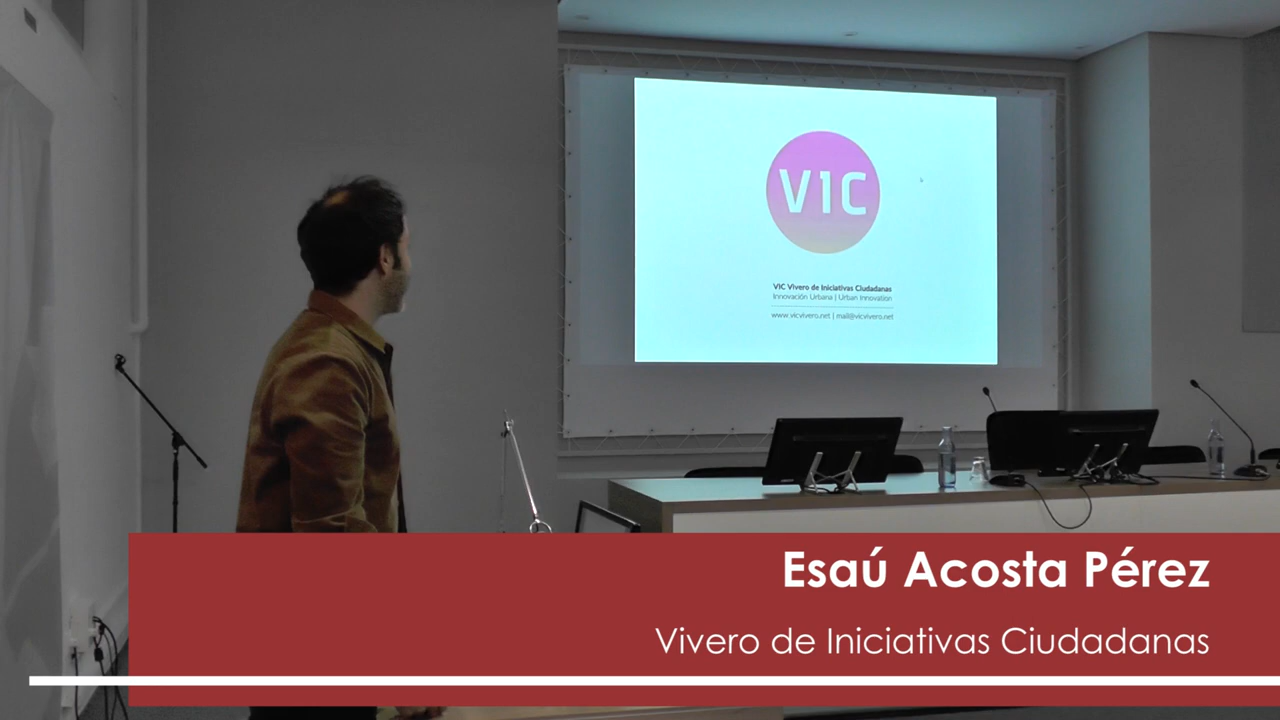 V1C
VIC Vivero de Iniciativas Ciudadanas
Innovación Urbana | Urban Innovation
www.vicvivero.net | mail@vicvivero.net
Esaú Acosta Pérez
Vivero de Iniciativas Ciudadanas